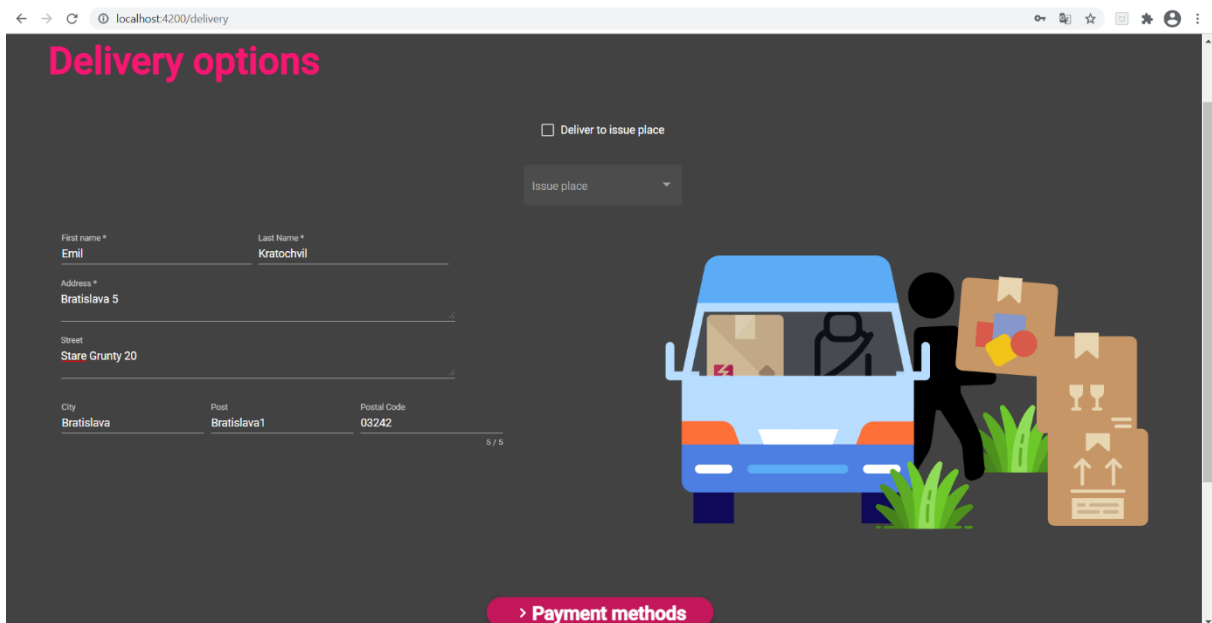 localhost:4200/delivery
Delivery options
Deliver to issue place
Issue place
First name * Last Name *
Emil Kratochvil
Address *
Bratislava 5
Street
Stare Grunty 20
City Post Postal Code
Bratislava Bratislava1 03242
5 / 5
> Payment methods